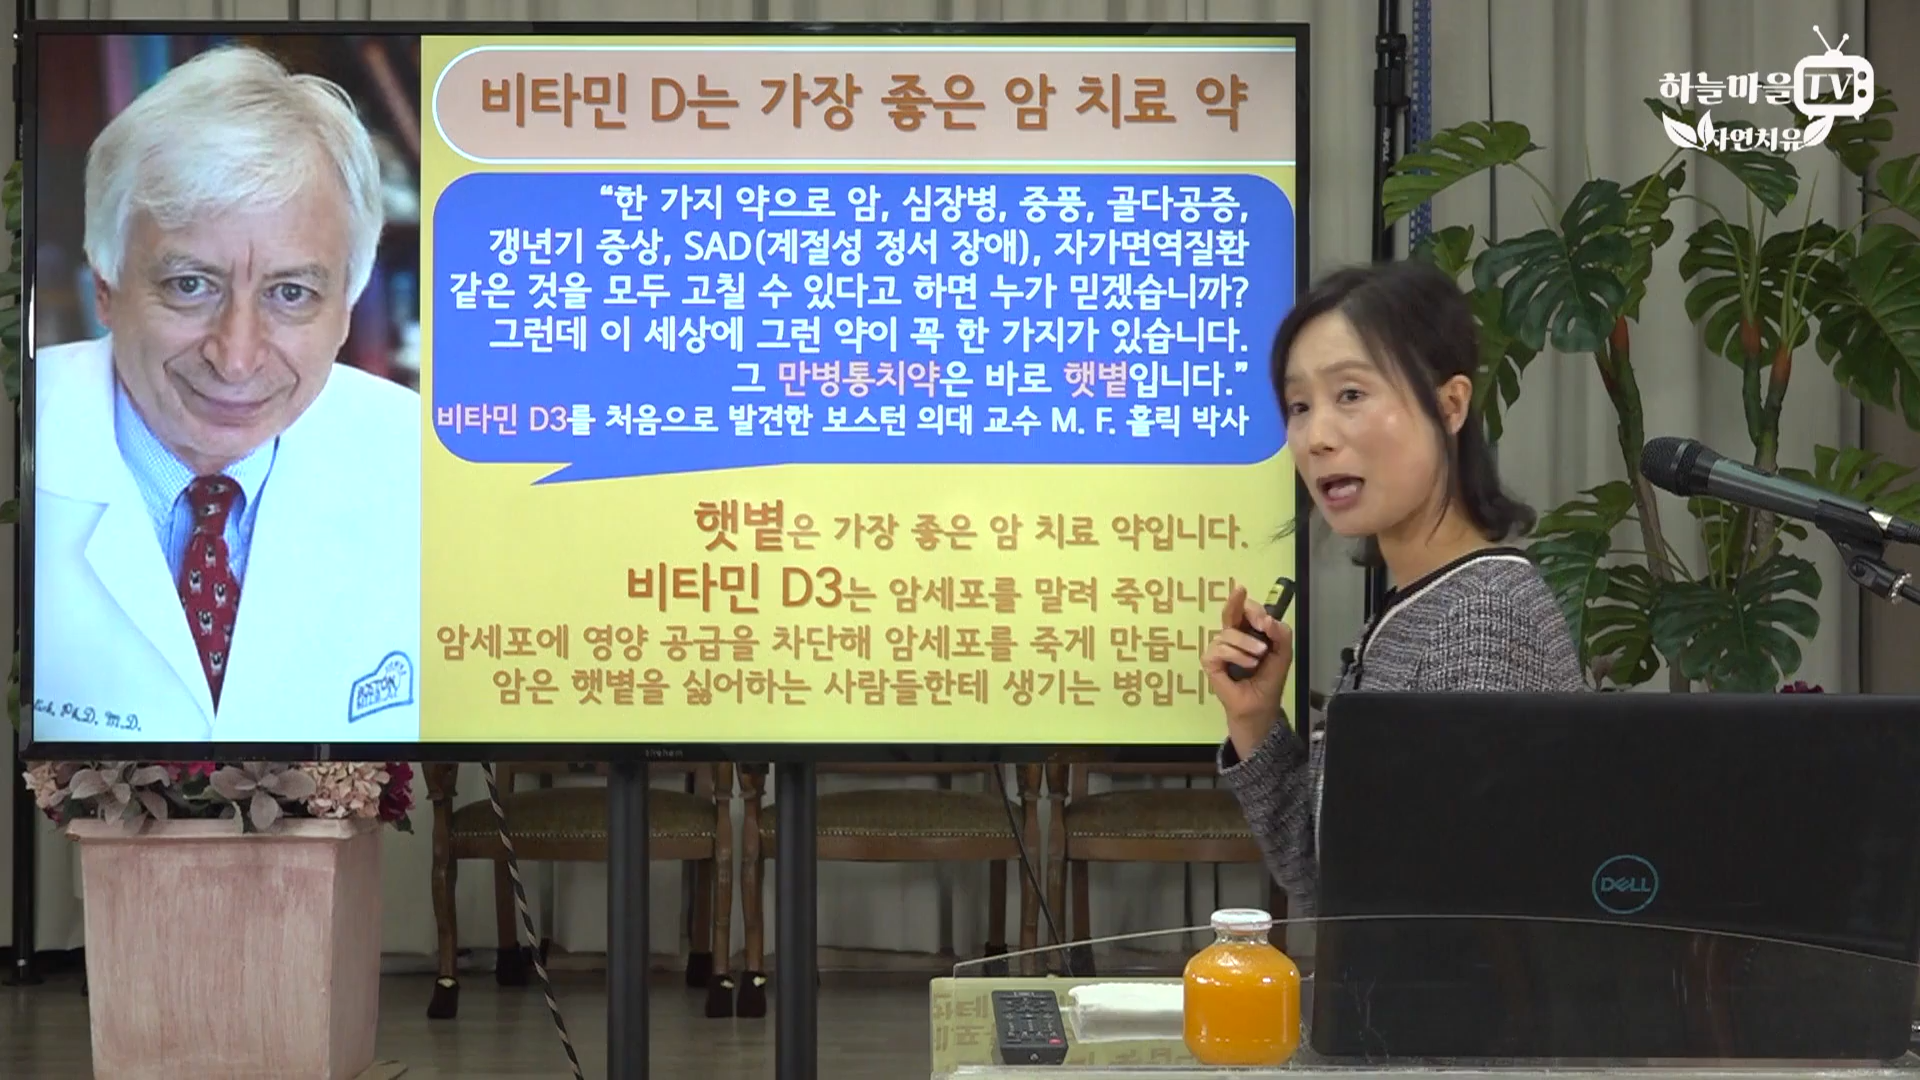 비타민 D는 가장 좋은 암 치료 약
“한 가지 약으로 암, 심장병, 중풍, 골다공증,
갱년기 증상, SAD(계절성 정서 장애), 자가면역질환
같은 것을 모두 고칠 수 있다고 하면 누가 믿겠습니까?
그런데 이 세상에 그런 약이 꼭 한 가지가 있습니다.
그 만병통치약은 바로 햇볕입니다.”
비타민 D3를 처음으로 발견한 보스턴 의대 교수 M. F. 홀릭 박사
햇볕은 가장 좋은 암 치료 약입니다.
비타민 D3는 암세포를 말려 죽입니다
암세포에 영양 공급을 차단해 암세포를 죽게 만듭니
암은 햇볕을 싫어하는 사람들한테 생기는 병입니
Ph.D. M.D.
하늘마을TV
자연치유
DELL